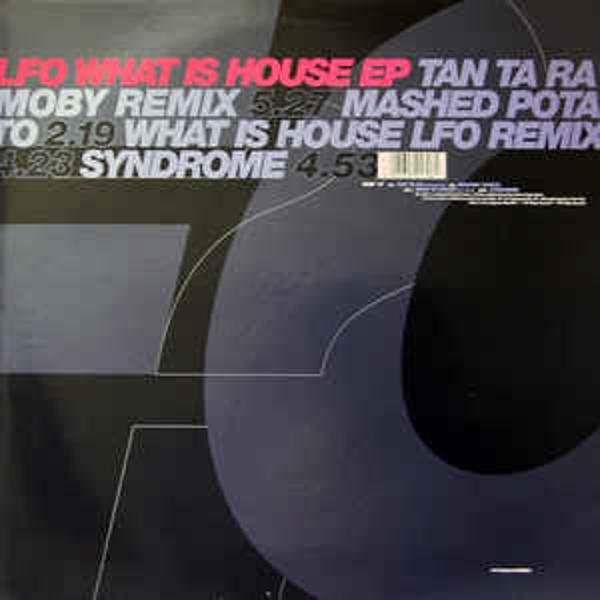 LFO WHAT IS HOUSE EP TAN TA RA
MOBY REMIX 5.27 MASHED POTA
TO 2.19 WHAT IS HOUSE LFO REMIX
4.23 SYNDROME 4.53